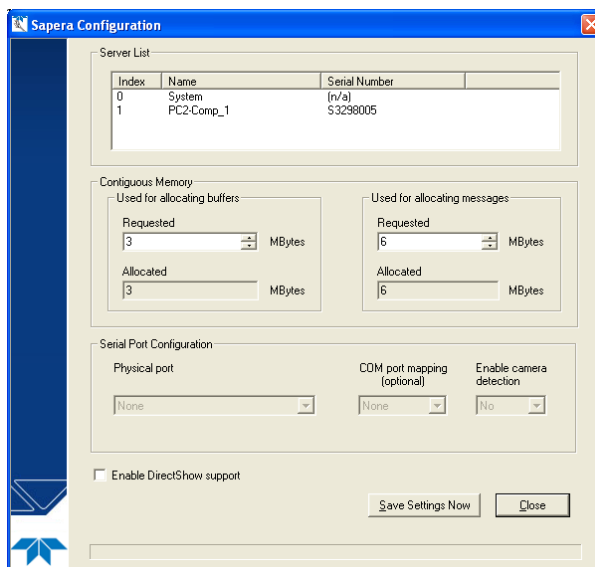 Sapera Configuration
Server List
Index Name Serial Number
0 System (n/a)
1 PC2-Comp_1 S3298005
Contiguous Memory
Used for allocating buffers
Requested
3 MBytes
Allocated
3 MBytes
Used for allocating messages
Requested
6 MBytes
Allocated
6 MBytes
Serial Port Configuration
Physical port
None
COM port mapping
(optional)
None
Enable camera
detection
No
Enable DirectShow support
Save Settings Now
Close